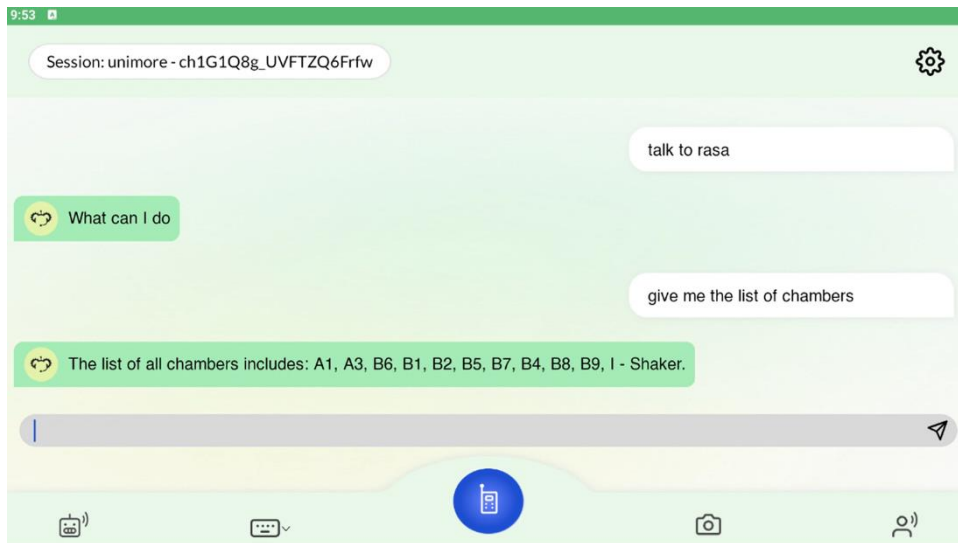 9:53
Session: unimore - ch1G1Q8g_UVFTZQ6Frfw
talk to rasa
What can I do
give me the list of chambers
The list of all chambers includes: A1, A3, B6, B1, B2, B5, B7, B4, B8, B9, I - Shaker.